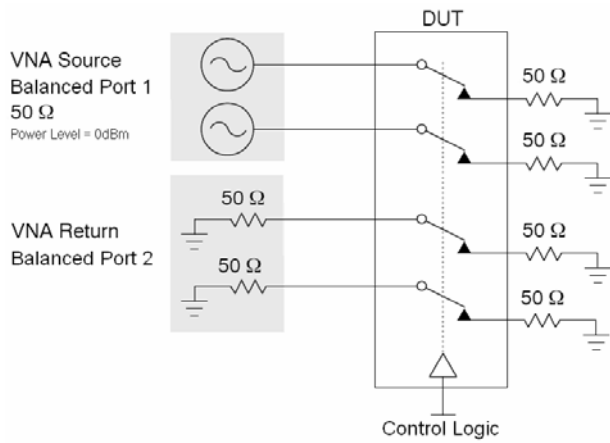 DUT
VNA Source
Balanced Port 1
50 Ω
Power Level = 0dBm
50 Ω
50 Ω
VNA Return
Balanced Port 2
50 Ω
50 Ω
50 Ω
50 Ω
Control Logic